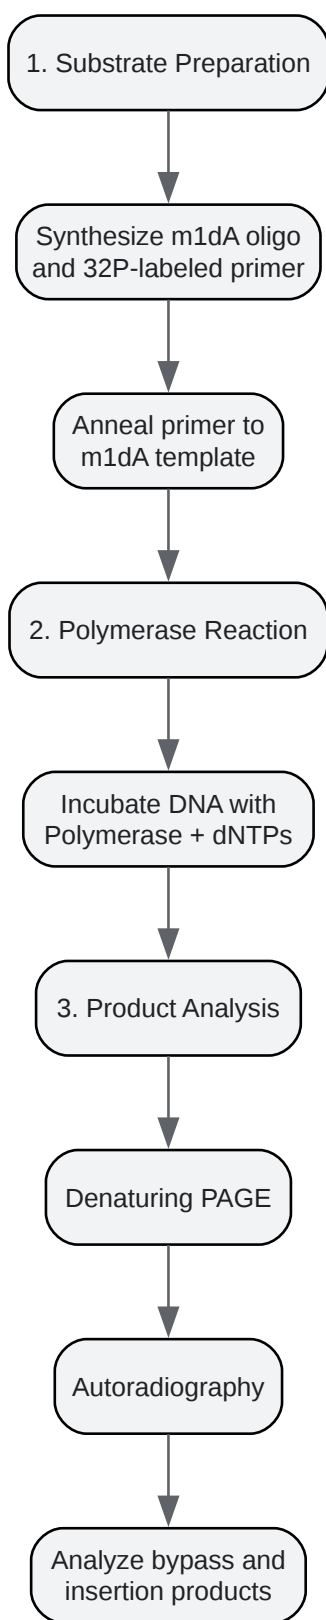 1. Substrate Preparation
Synthesize m1dA oligo
and 32P-labeled primer
Anneal primer to
m1dA template
2. Polymerase Reaction
Incubate DNA with
Polymerase + dNTPs
3. Product Analysis
Denaturing PAGE
Autoradiography
Analyze bypass and
insertion products